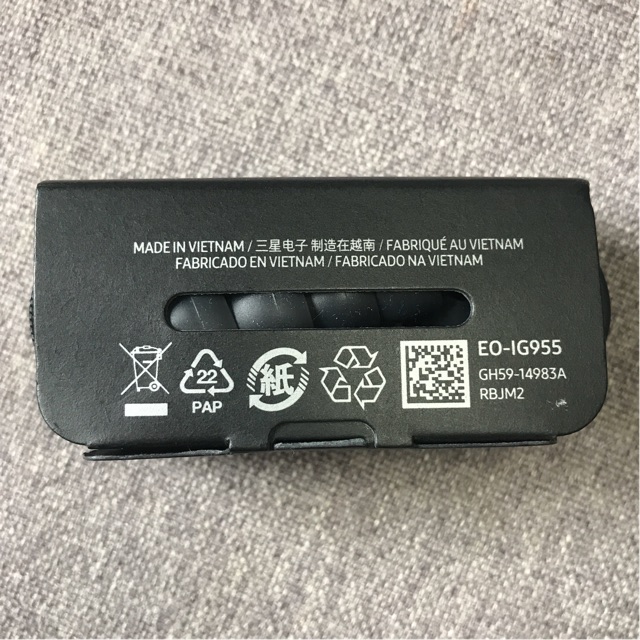 MADE IN VIETNAM / 三星电子 制造在越南 / FABRIQUÉ AU VIETNAM
FABRICADO EN VIETNAM / FABRICADO NA VIETNAM
22
PAP
紙
EO-IG955
GH59-14983A
RBJM2